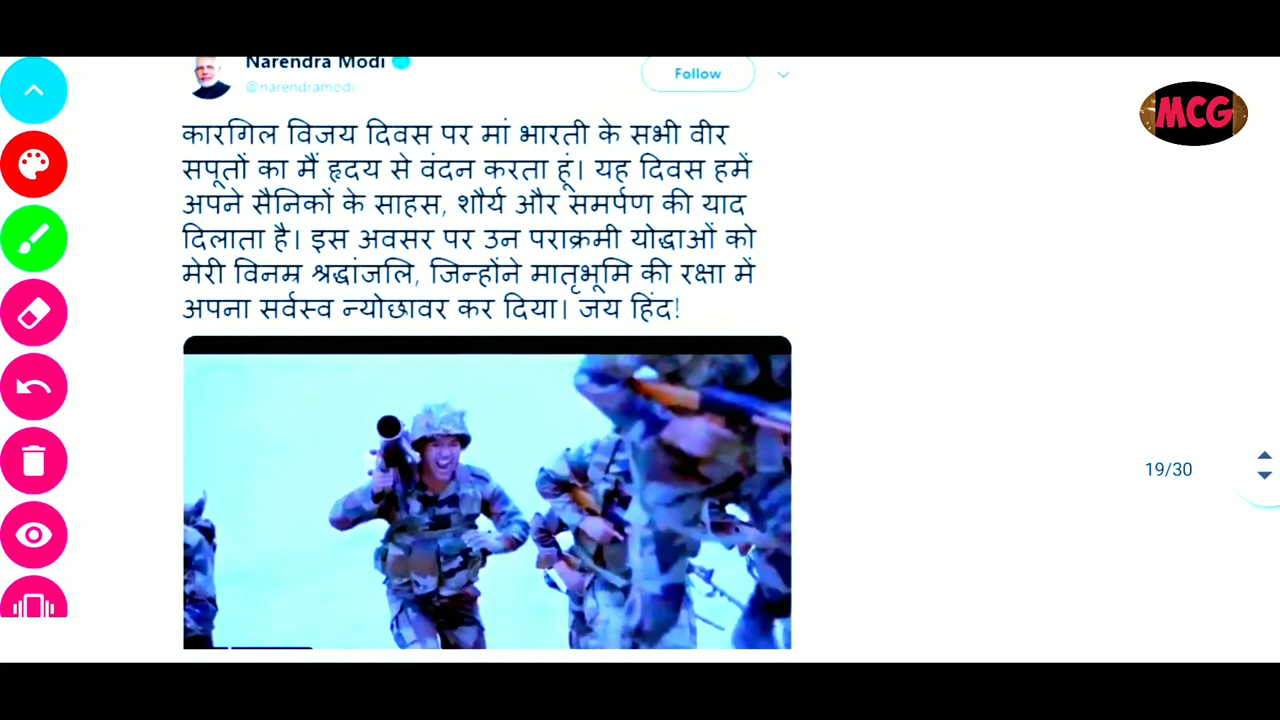 Narendra Modi
@narendramodi
Follow
MCG
कारगिल विजय दिवस पर मां भारती के सभी वीर
सपूतों का मैं हृदय से वंदन करता हूं। यह दिवस हमें
अपने सैनिकों के साहस, शौर्य और समर्पण की याद
दिलाता है। इस अवसर पर उन पराक्रमी योद्धाओं को
मेरी विनम्र श्रद्धांजलि, जिन्होंने मातृभूमि की रक्षा में
अपना सर्वस्व न्योछावर कर दिया। जय हिंद!
19/30